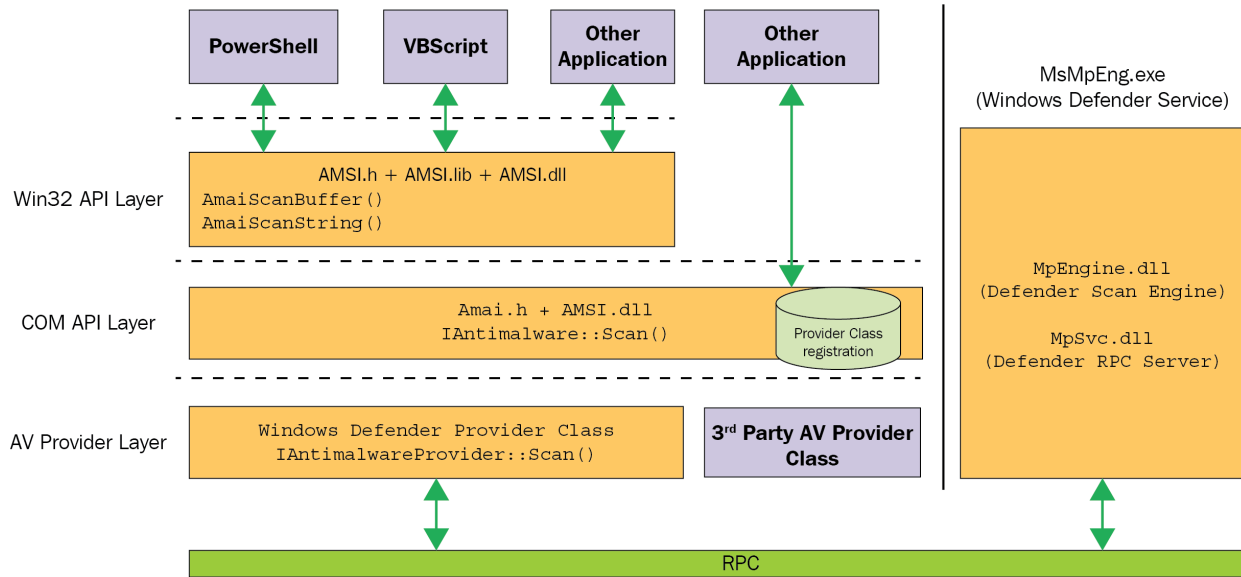 PowerShell
VBScript
Other
Application
Other
Application
MsMpEng.exe
(Windows Defender Service)
Win32 API Layer
AMSI.h + AMSI.lib + AMSI.dll
AmaiScanBuffer()
AmaiScanString()
COM API Layer
Amai.h + AMSI.dll
IAntimalware::Scan()
Provider Class
registration
MpEngine.dll
(Defender Scan Engine)
MpSvc.dll
(Defender RPC Server)
AV Provider Layer
Windows Defender Provider Class
IAntimalwareProvider::Scan()
3rd Party AV Provider
Class
RPC